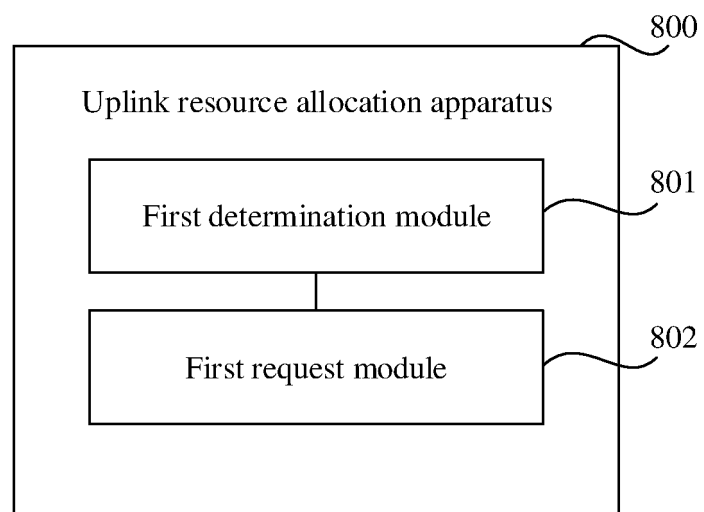 800
Uplink resource allocation apparatus
801
First determination module
802
First request module